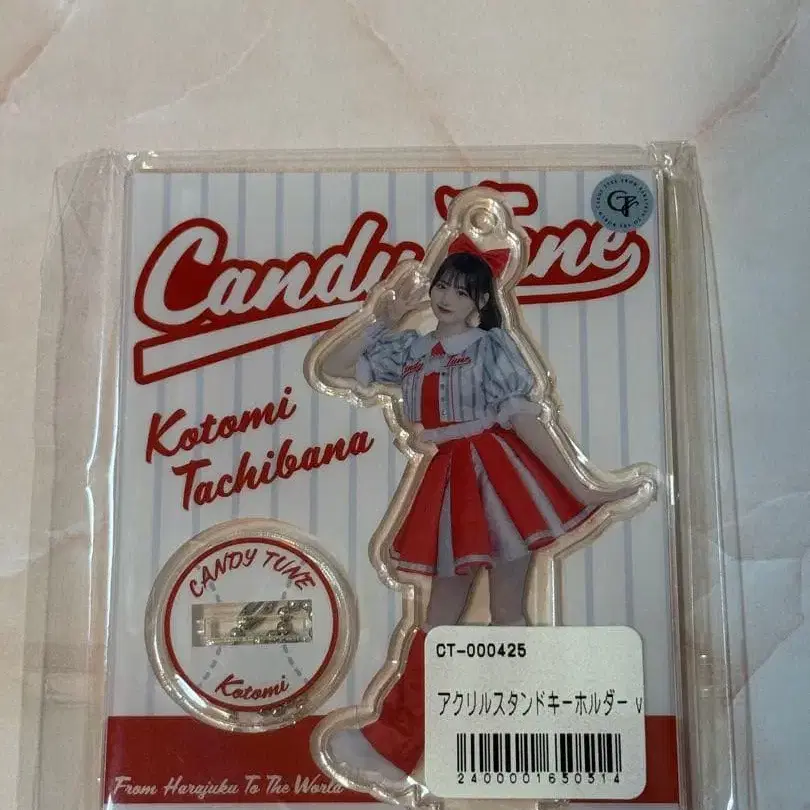 Candy Tune
Candy Tune
Kotomi
Tachibana
CANDY TUNE
Kotomi
CT-000425
アクリルスタンドキーホルダー v
2400001650314
From Harajuku To The World